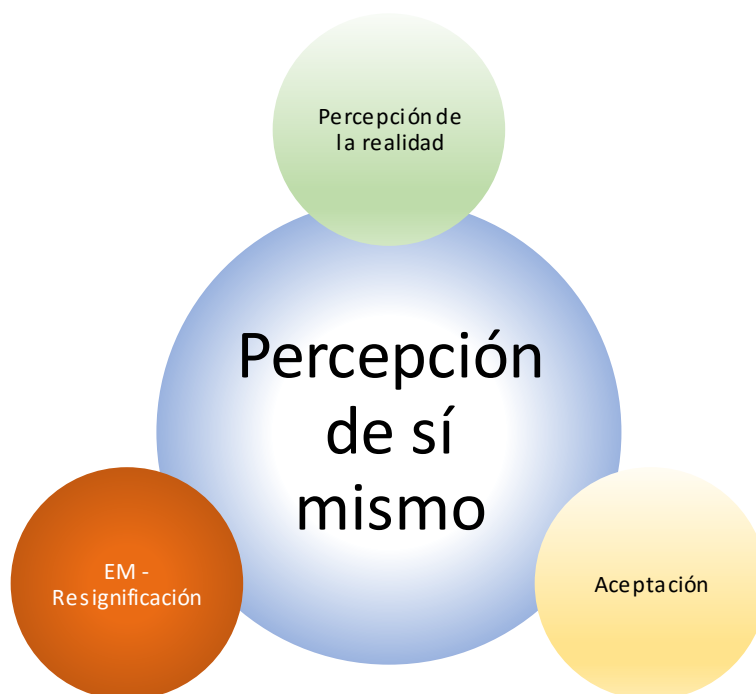 Percepción de
la realidad
Percepción
de sí
mismo
EM -
Resignificación
Aceptación